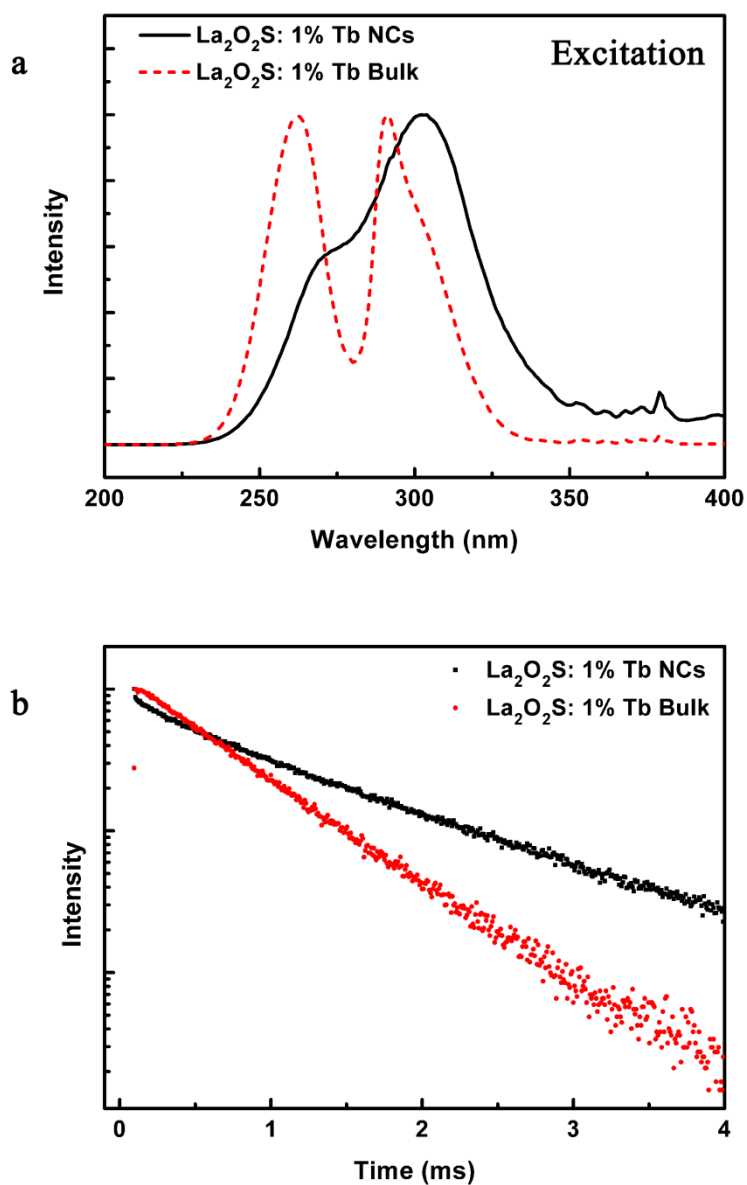 a
La₂O₂S: 1% Tb NCs
La₂O₂S: 1% Tb Bulk
Excitation
Intensity
200 250 300 350 400
Wavelength (nm)
b
La₂O₂S: 1% Tb NCs
La₂O₂S: 1% Tb Bulk
Intensity
0 1 2 3 4
Time (ms)